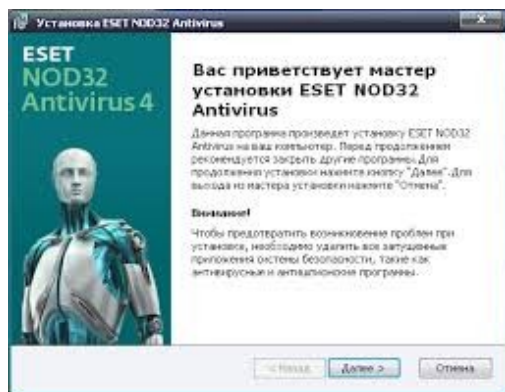 Установка ESET NOD32 Antivirus
ESET
NOD32
Antivirus 4
Вас приветствует мастер
установки ESET NOD32
Antivirus
Данная программа произведет установку ESET NOD32
Antivirus на ваш компьютер. Перед продолжением
рекомендуется закрыть другие программы. Для
продолжения установки нажмите кнопку "Далее". Для
выхода из мастера установки нажмите "Отмена".
Внимание!
Чтобы предотвратить возникновение проблем при
установке, необходимо удалить все запущенные
приложения системы безопасности, такие как
антивирусные и антишпионские программы.
< Назад
Далее >
Отмена